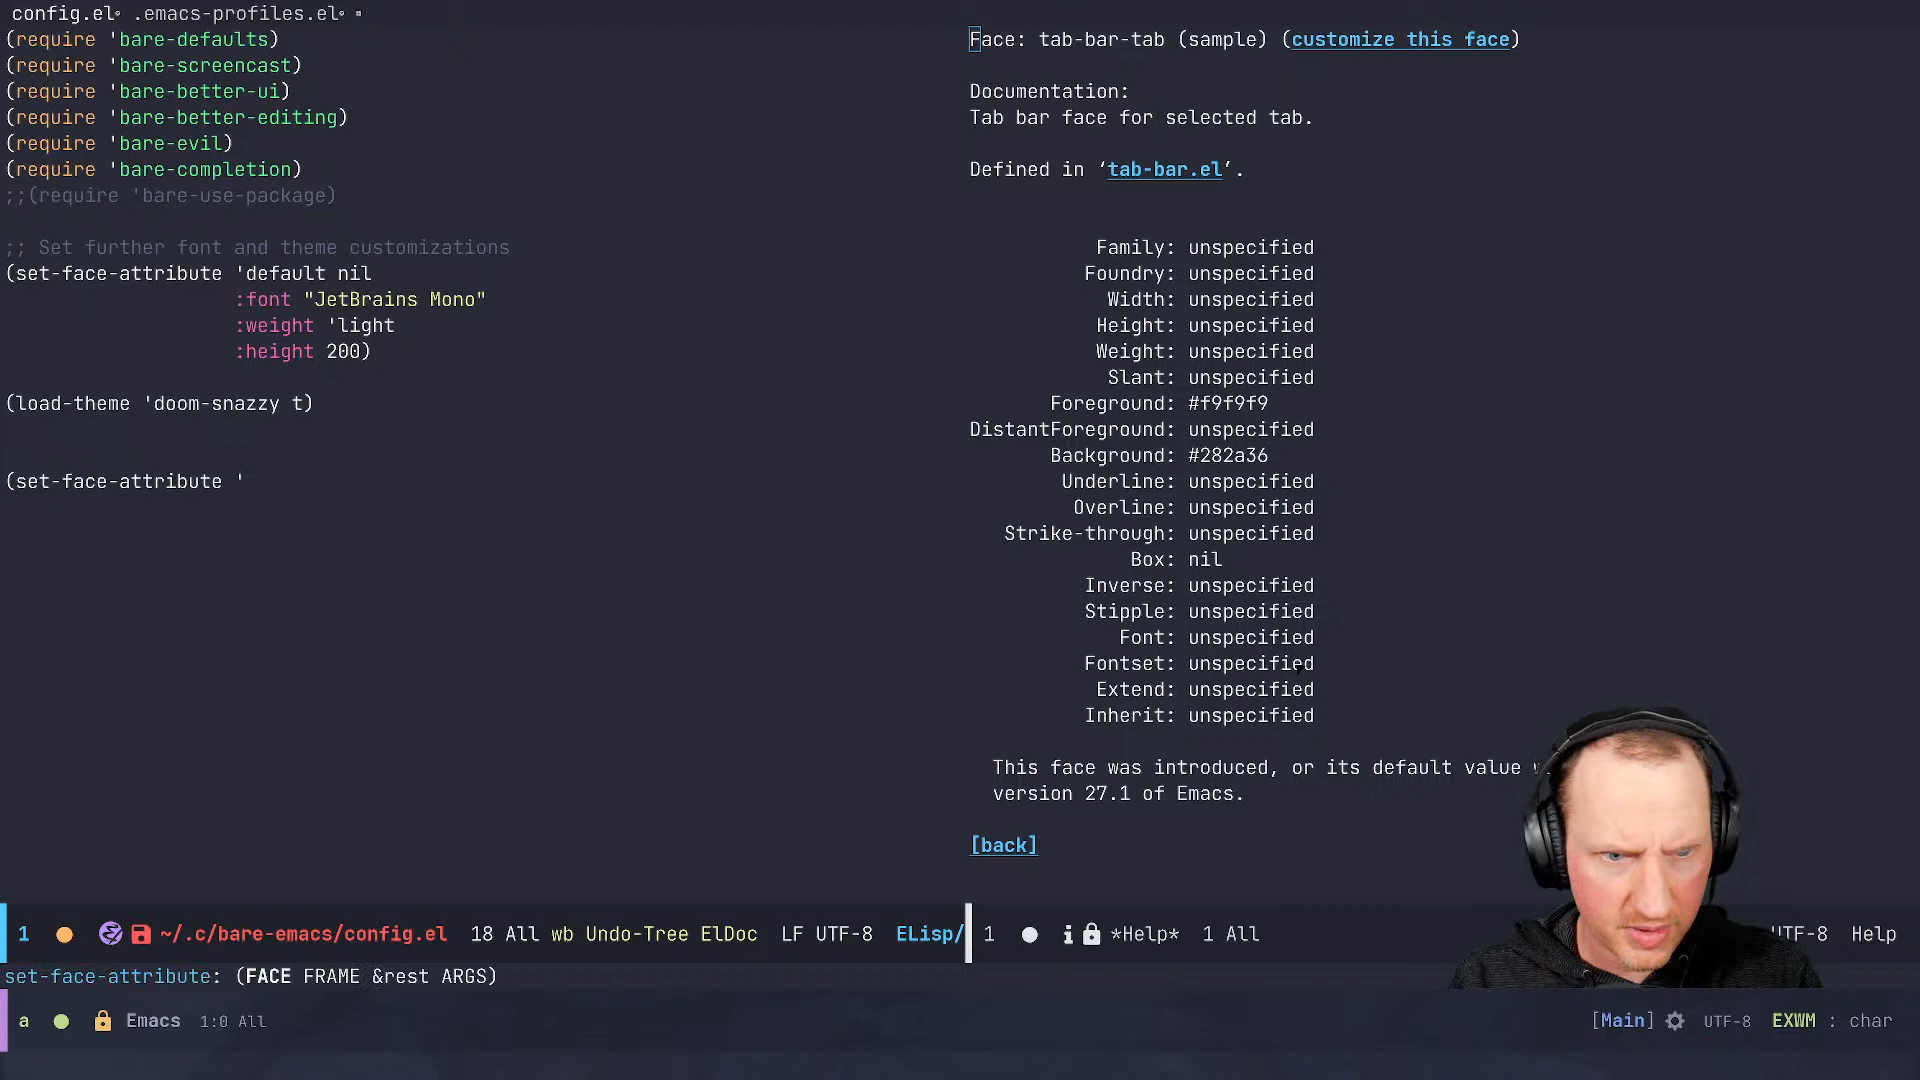 config.el .emacs-profiles.el
(require 'bare-defaults)
(require 'bare-screencast)
(require 'bare-better-ui)
(require 'bare-better-editing)
(require 'bare-evil)
(require 'bare-completion)
;;(require 'bare-use-package)
;; Set further font and theme customizations
(set-face-attribute 'default nil
:font "JetBrains Mono"
:weight 'light
:height 200)
(load-theme 'doom-snazzy t)
(set-face-attribute '
Face: tab-bar-tab (sample) (customize this face)
Documentation:
Tab bar face for selected tab.
Defined in ‘tab-bar.el’.
Family: unspecified
Foundry: unspecified
Width: unspecified
Height: unspecified
Weight: unspecified
Slant: unspecified
Foreground: #f9f9f9
DistantForeground: unspecified
Background: #282a36
Underline: unspecified
Overline: unspecified
Strike-through: unspecified
Box: nil
Inverse: unspecified
Stipple: unspecified
Font: unspecified
Fontset: unspecified
Extend: unspecified
Inherit: unspecified
This face was introduced, or its default value
version 27.1 of Emacs.
[back]
1 ~/.c/bare-emacs/config.el 18 All wb Undo-Tree ElDoc LF UTF-8 ELisp/
1 *Help* 1 All UTF-8 Help
set-face-attribute: (FACE FRAME &rest ARGS)
a Emacs 1:0 All [Main] UTF-8 EXWM : char